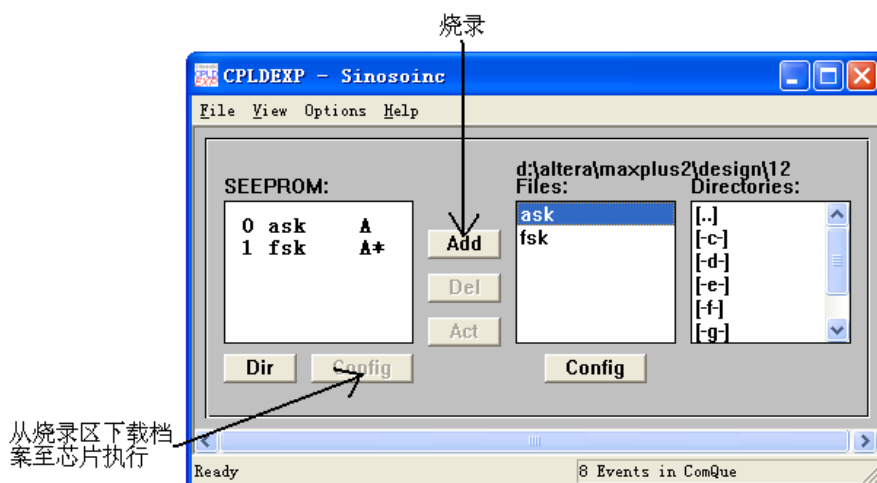 烧录
CPLDEXP - Sinosoinc
File View Options Help
d:\altera\maxplus2\design\12
SEEPROM:
Files:
Directories:
0 ask A
1 fsk A*
Add
Del
Act
ask
fsk
[..]
[-c-]
[-d-]
[-e-]
[-f-]
[-g-]
Dir
Config
Config
从烧录区下载档
案至芯片执行
Ready
8 Events in ComQue